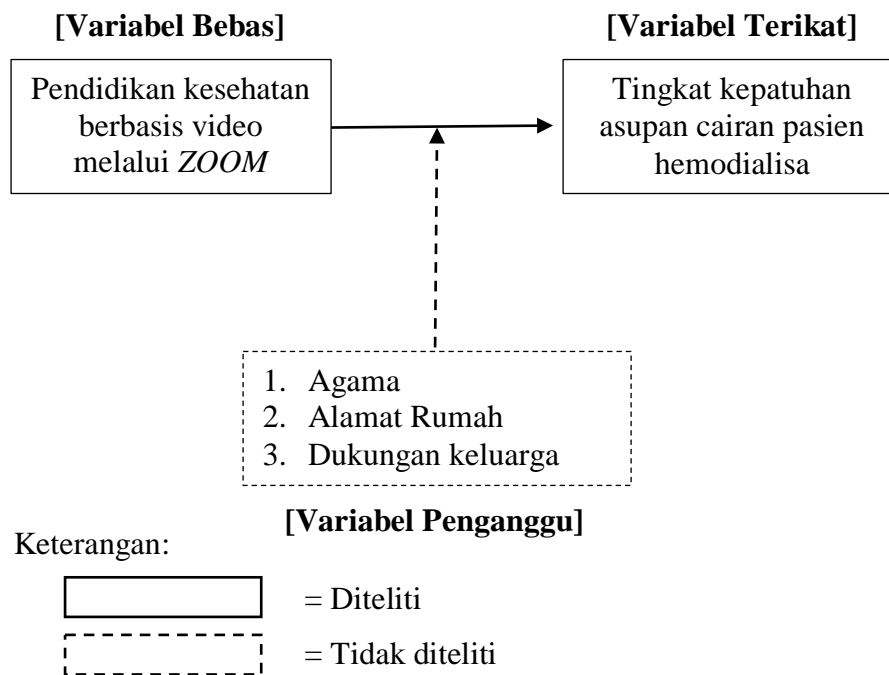 [Variabel Bebas]
[Variabel Terikat]
Pendidikan kesehatan
berbasis video
melalui ZOOM
Tingkat kepatuhan
asupan cairan pasien
hemodialisa
1. Agama
2. Alamat Rumah
3. Dukungan keluarga
[Variabel Penganggu]
Keterangan:
= Diteliti
= Tidak diteliti